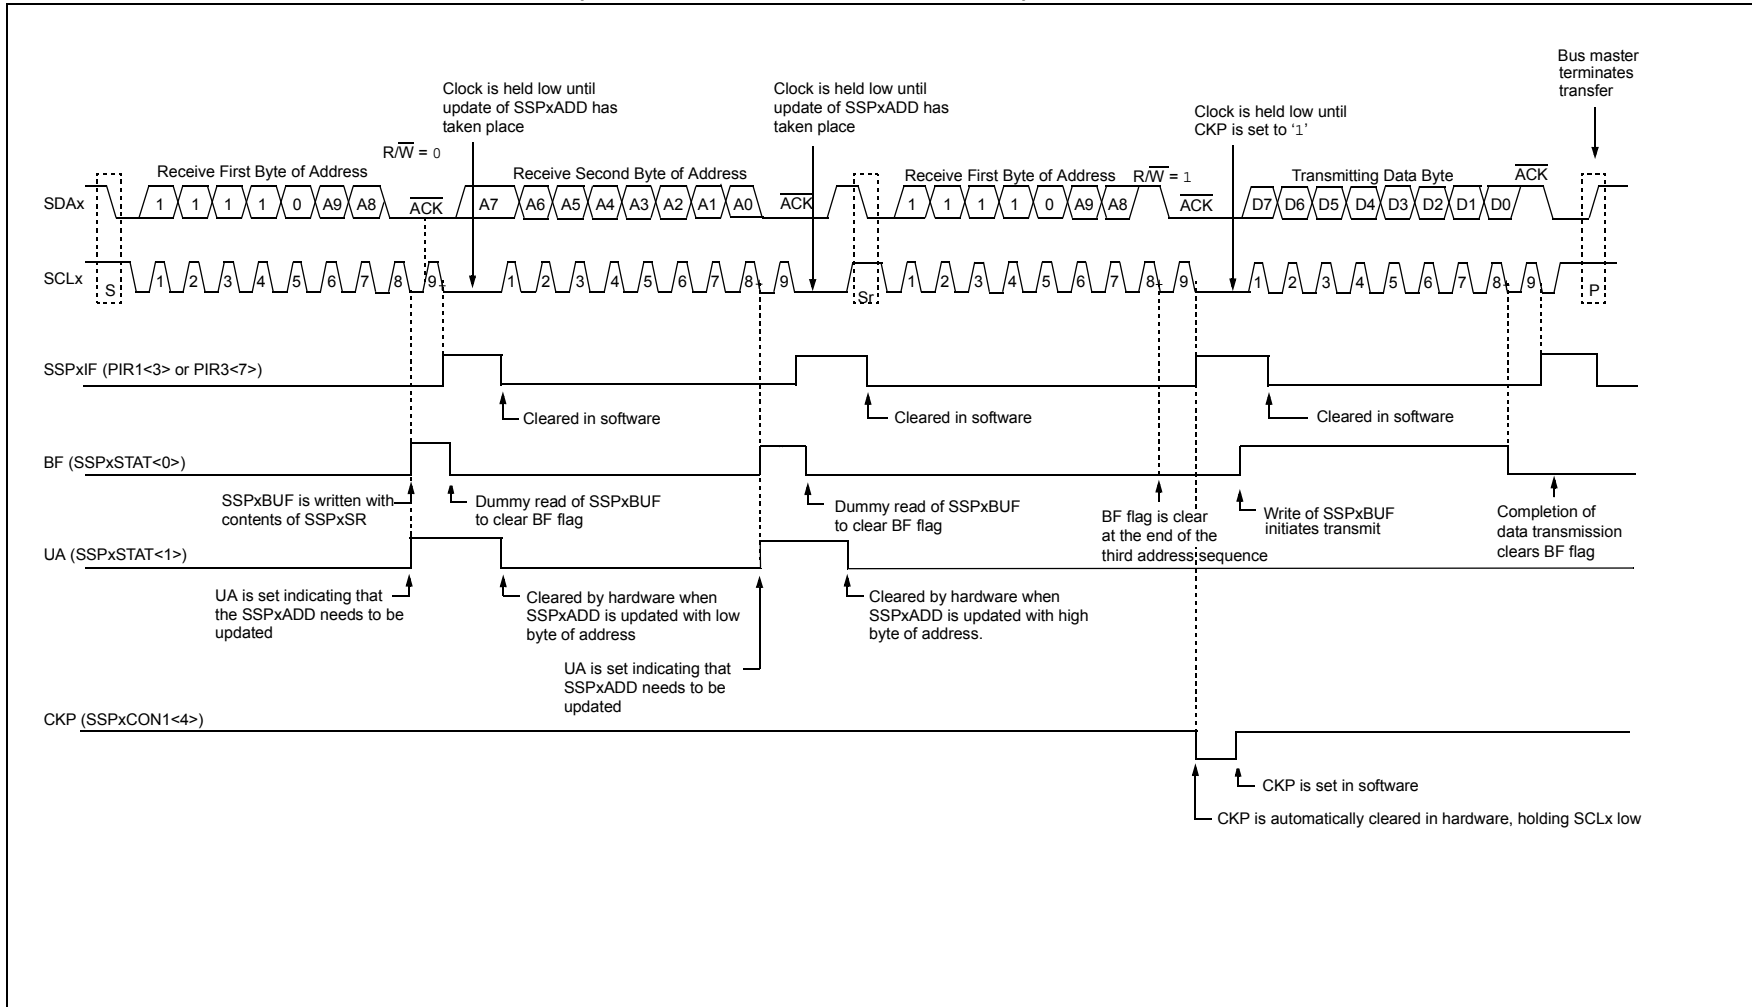 Bus master
terminates
transfer
Clock is held low until
update of SSPxADD has
taken place
Clock is held low until
update of SSPxADD has
taken place
Clock is held low until
CKP is set to ‘1’
R/W = 0
Receive First Byte of Address
Receive Second Byte of Address
Receive First Byte of Address
R/W = 1
Transmitting Data Byte
ACK
SDAx
1 1 1 1 0 A9 A8 ACK A7 A6 A5 A4 A3 A2 A1 A0 ACK 1 1 1 1 0 A9 A8 ACK D7 D6 D5 D4 D3 D2 D1 D0
SCLx
S 1 2 3 4 5 6 7 8 9 1 2 3 4 5 6 7 8 9 Sr 1 2 3 4 5 6 7 8 9 1 2 3 4 5 6 7 8 9 P
SSPxIF (PIR1<3> or PIR3<7>)
Cleared in software
Cleared in software
Cleared in software
BF (SSPxSTAT<0>)
SSPxBUF is written with
contents of SSPxSR
Dummy read of SSPxBUF
to clear BF flag
Dummy read of SSPxBUF
to clear BF flag
BF flag is clear
at the end of the
third address sequence
Write of SSPxBUF
initiates transmit
Completion of
data transmission
clears BF flag
UA (SSPxSTAT<1>)
UA is set indicating that
the SSPxADD needs to be
updated
Cleared by hardware when
SSPxADD is updated with low
byte of address
UA is set indicating that
SSPxADD needs to be
updated
Cleared by hardware when
SSPxADD is updated with high
byte of address.
CKP (SSPxCON1<4>)
CKP is set in software
CKP is automatically cleared in hardware, holding SCLx low